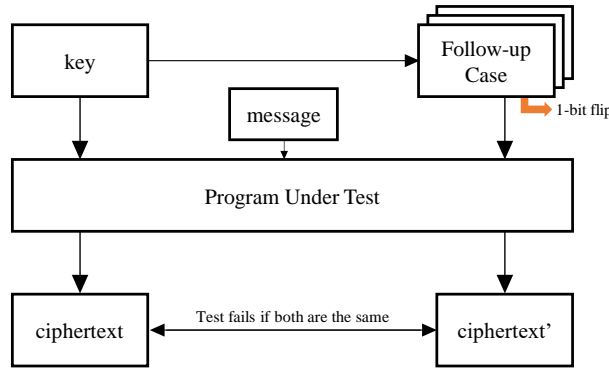 key
Follow-up
Case
1-bit flip
message
Program Under Test
ciphertext
Test fails if both are the same
ciphertext’